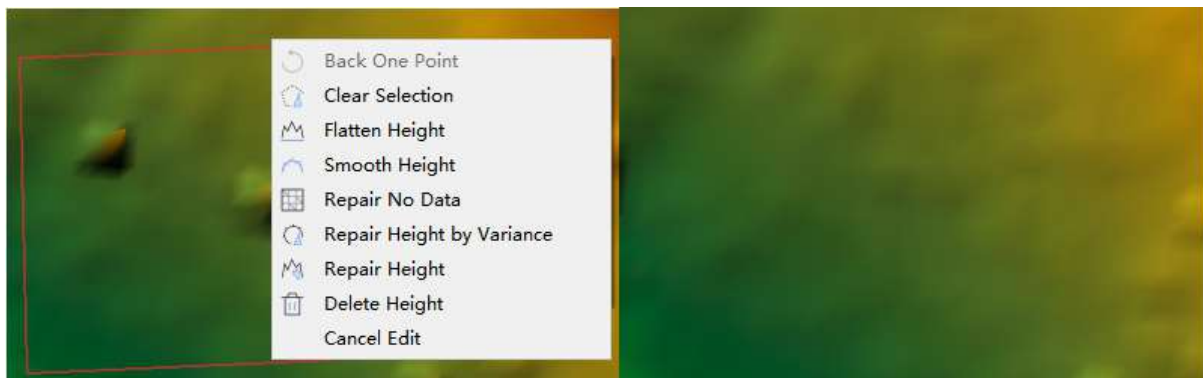 Back One Point
Clear Selection
Flatten Height
Smooth Height
Repair No Data
Repair Height by Variance
Repair Height
Delete Height
Cancel Edit